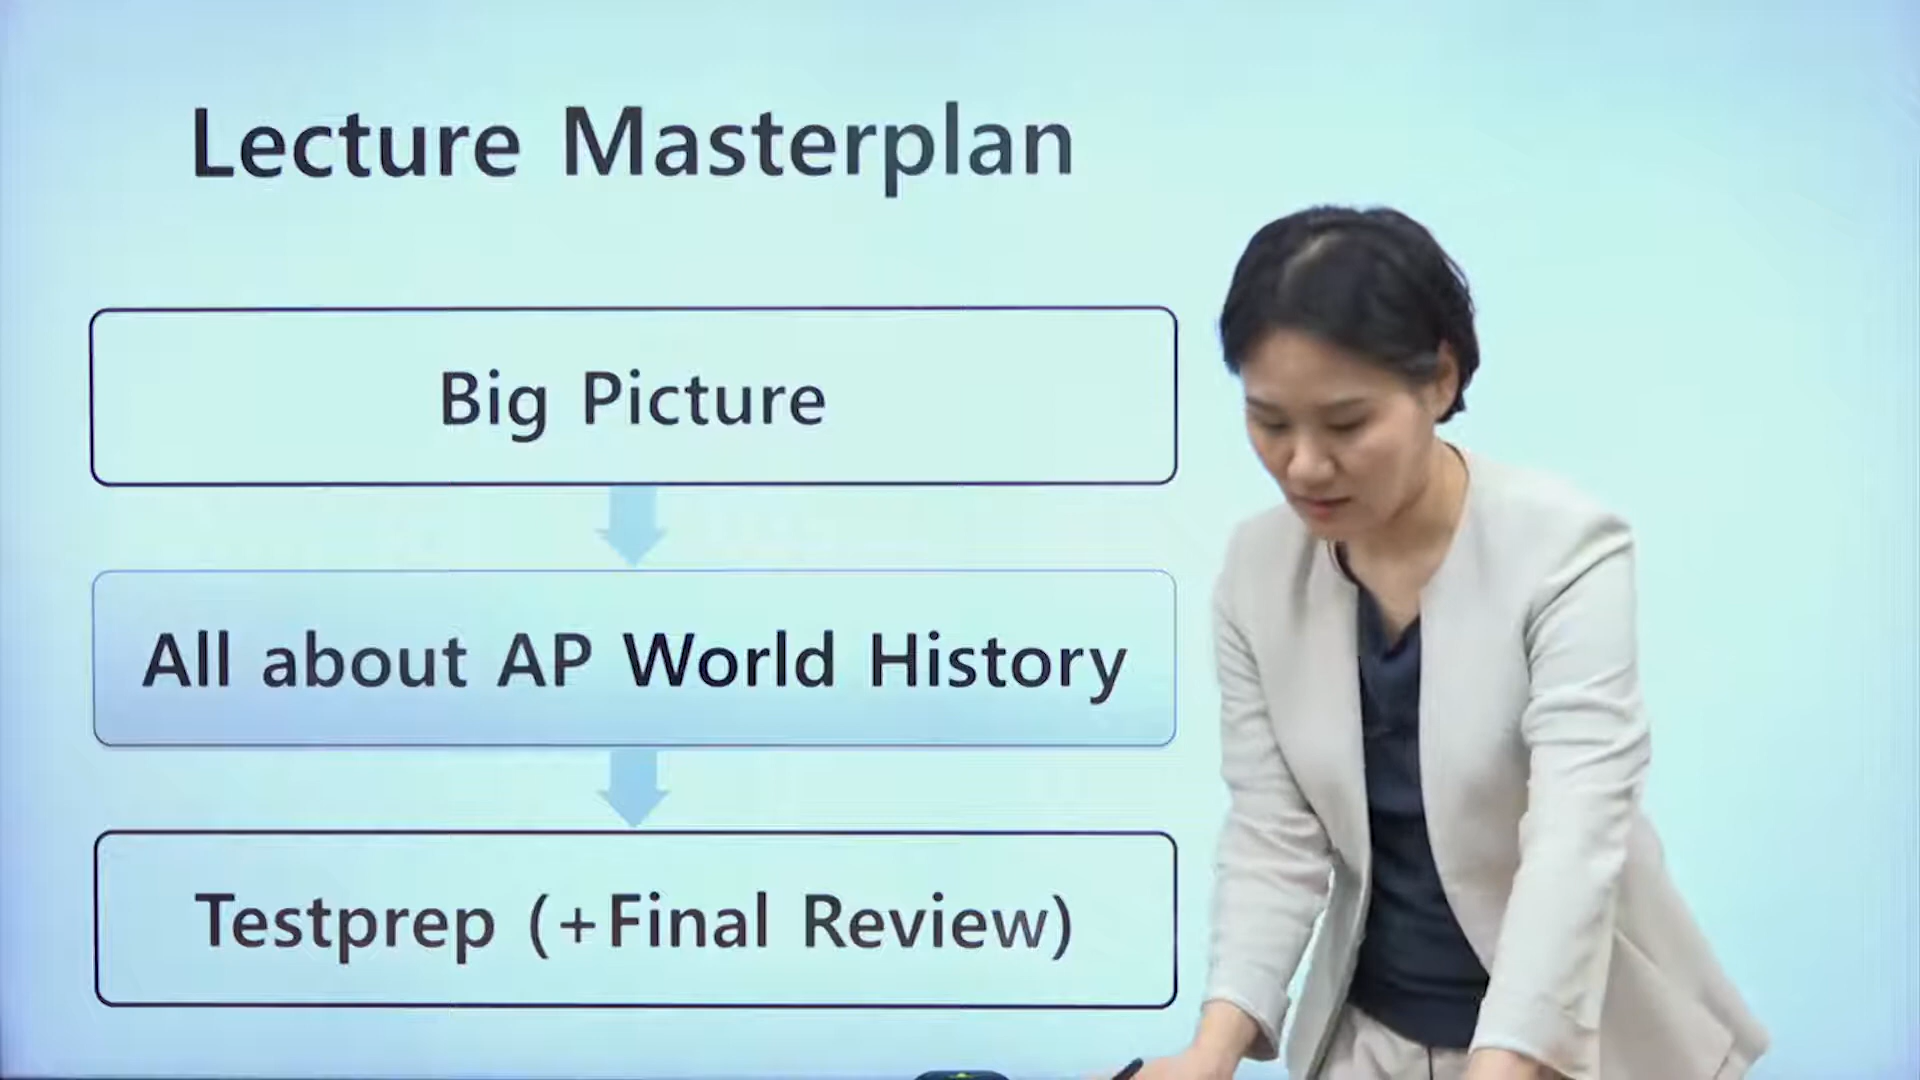 Lecture Masterplan
Big Picture
All about AP World History
Testprep (+Final Review)